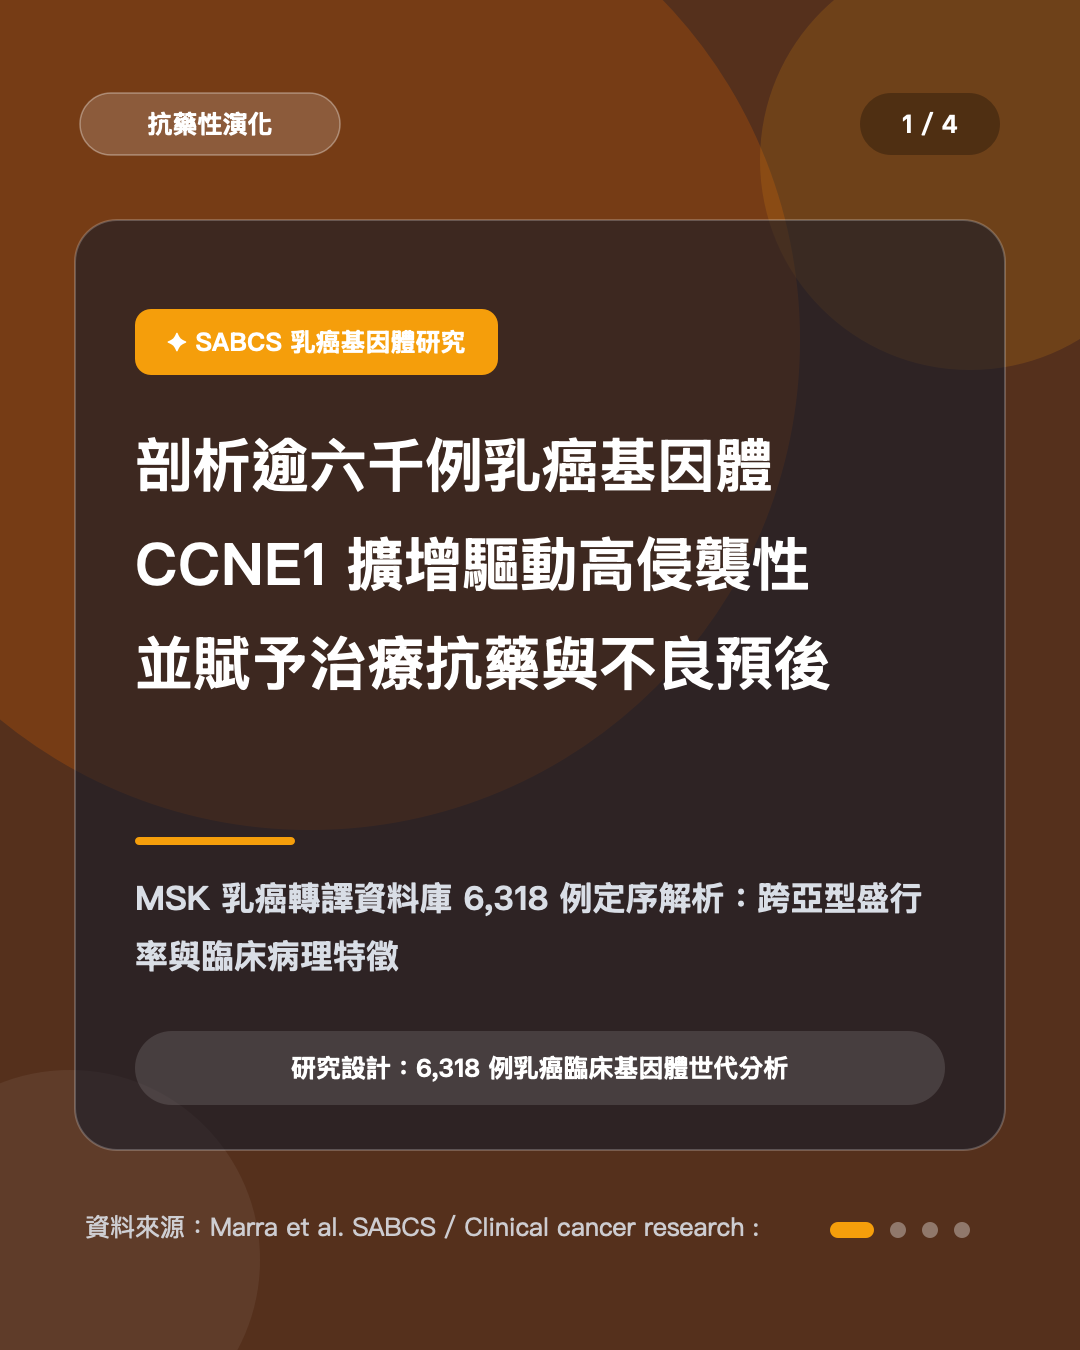 抗藥性演化
1 / 4
✦ SABCS 乳癌基因體研究
剖析逾六千例乳癌基因體
CCNE1 擴增驅動高侵襲性
並賦予治療抗藥與不良預後
MSK 乳癌轉譯資料庫 6,318 例定序解析：跨亞型盛行
率與臨床病理特徵
研究設計：6,318 例乳癌臨床基因體世代分析
資料來源：Marra et al. SABCS / Clinical cancer research :